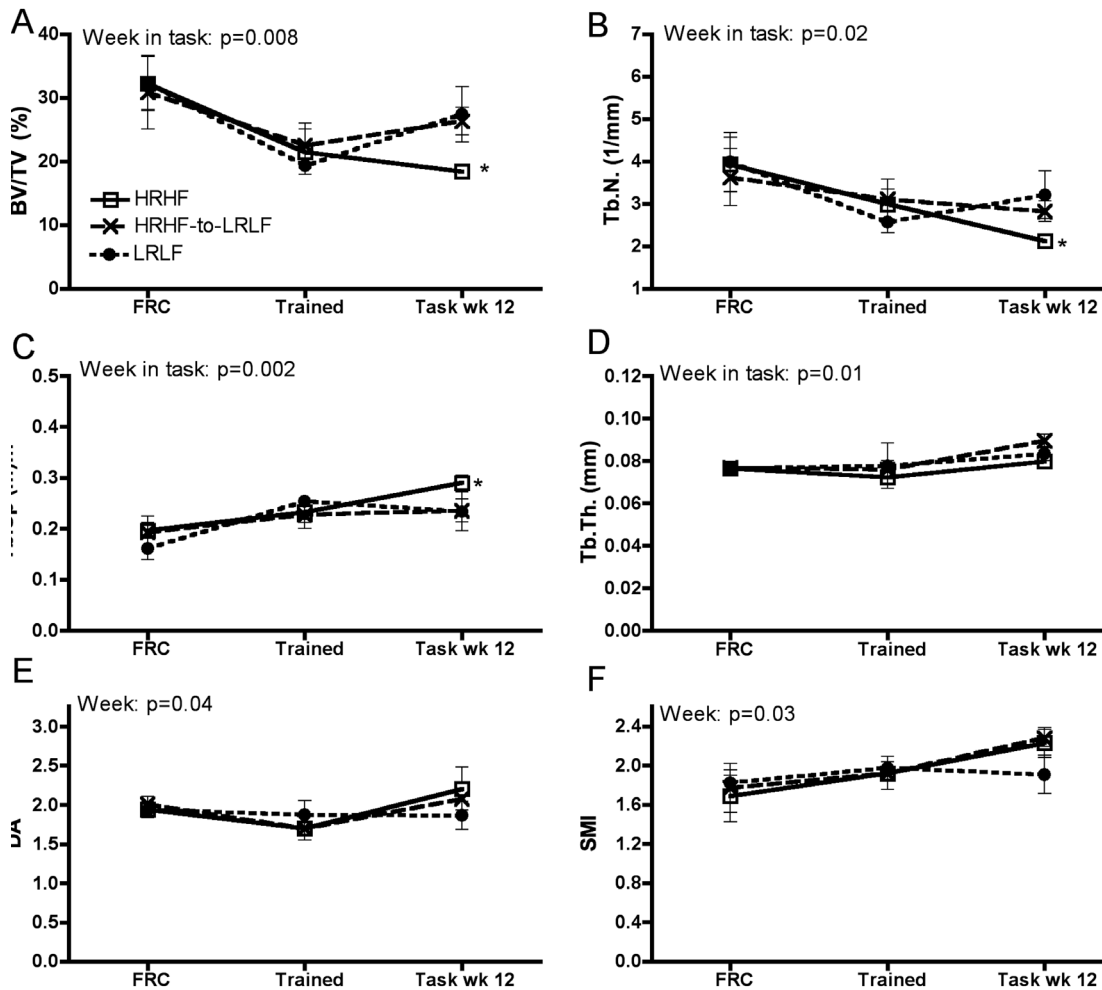 A
Week in task: p=0.008
BV/TV (%)
40
30
20
10
0
HRHF
HRHF-to-LRLF
LRLF
*
FRC Trained Task wk 12
B
Week in task: p=0.02
Tb.N. (1/mm)
7
6
5
4
3
2
1
*
FRC Trained Task wk 12
C
Week in task: p=0.002
0.5
0.4
0.3
0.2
0.1
0.0
*
FRC Trained Task wk 12
D
Week in task: p=0.01
Tb.Th. (mm)
0.12
0.10
0.08
0.06
0.04
0.02
0.00
FRC Trained Task wk 12
E
Week: p=0.04
DA
3.0
2.5
2.0
1.5
1.0
0.5
0.0
FRC Trained Task wk 12
F
Week: p=0.03
SMI
2.4
2.0
1.6
1.2
0.8
0.4
0.0
FRC Trained Task wk 12